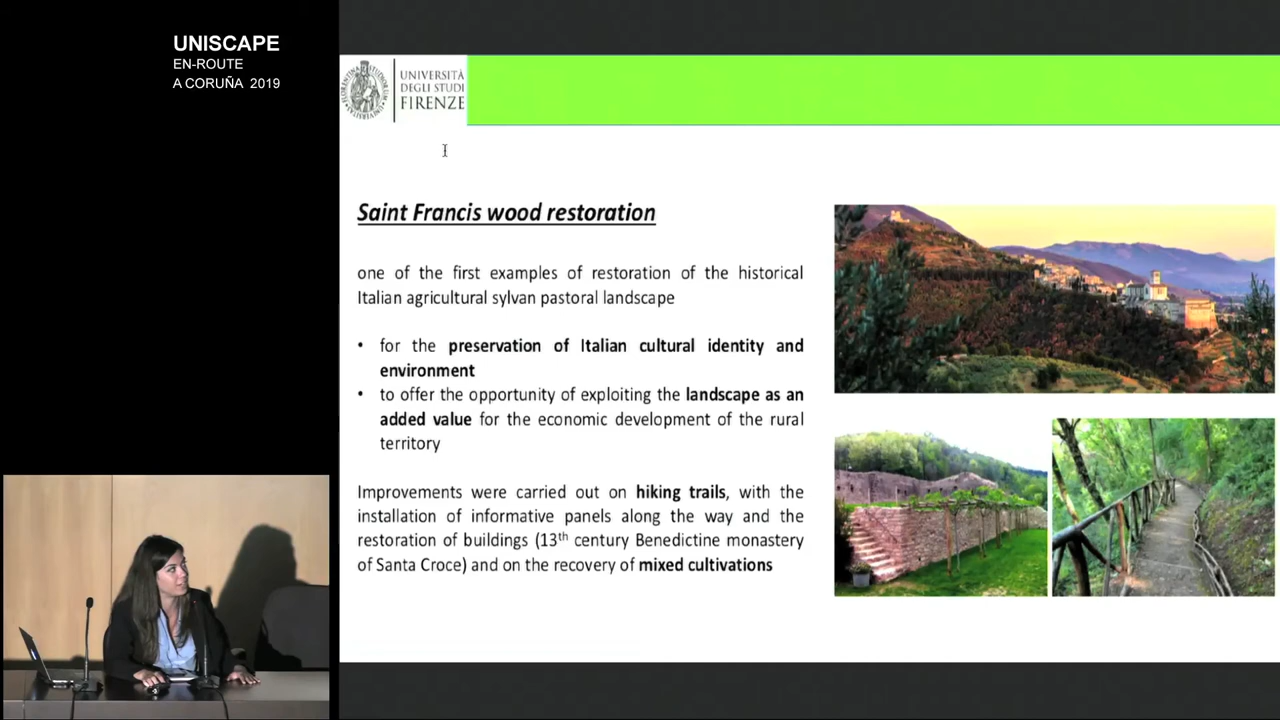 UNISCAPE
EN-ROUTE
A CORUÑA 2019
UNIVERSITÀ
DEGLI STUDI
FIRENZE
Saint Francis wood restoration
one of the first examples of restoration of the historical
Italian agricultural sylvan pastoral landscape
• for the preservation of Italian cultural identity and
environment
• to offer the opportunity of exploiting the landscape as an
added value for the economic development of the rural
territory
Improvements were carried out on hiking trails, with the
installation of informative panels along the way and the
restoration of buildings (13th century Benedictine monastery
of Santa Croce) and on the recovery of mixed cultivations